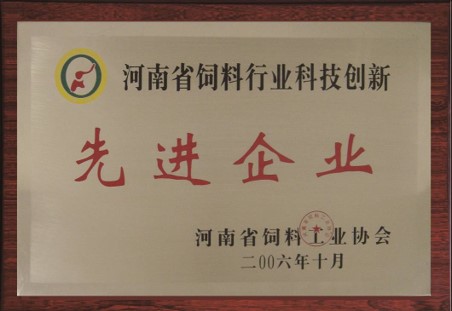 河南省饲料行业科技创新
先进企业
河南省饲料工业协会
二00六年十月